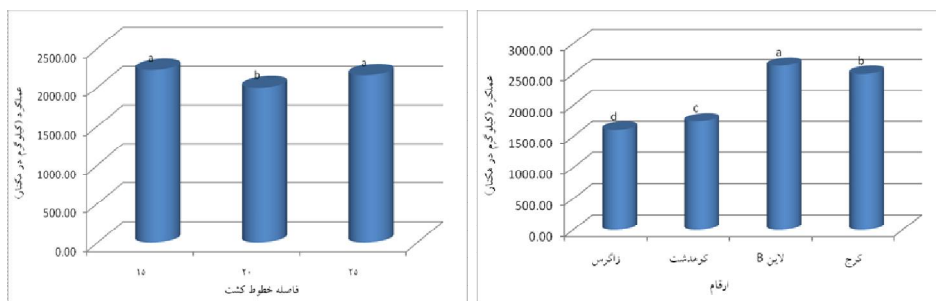 2500.00
2000.00
1500.00
1000.00
500.00
0.00
a
b
a
۱۵
۲۰
۲۵
فاصله خطوط کشت
عملکرد (کیلوگرم در هکتار)
3000.00
2500.00
2000.00
1500.00
1000.00
500.00
0.00
d
c
a
b
زاگرس
کوهدشت
لاین B
کرج
ارقام
عملکرد (کیلوگرم در هکتار)